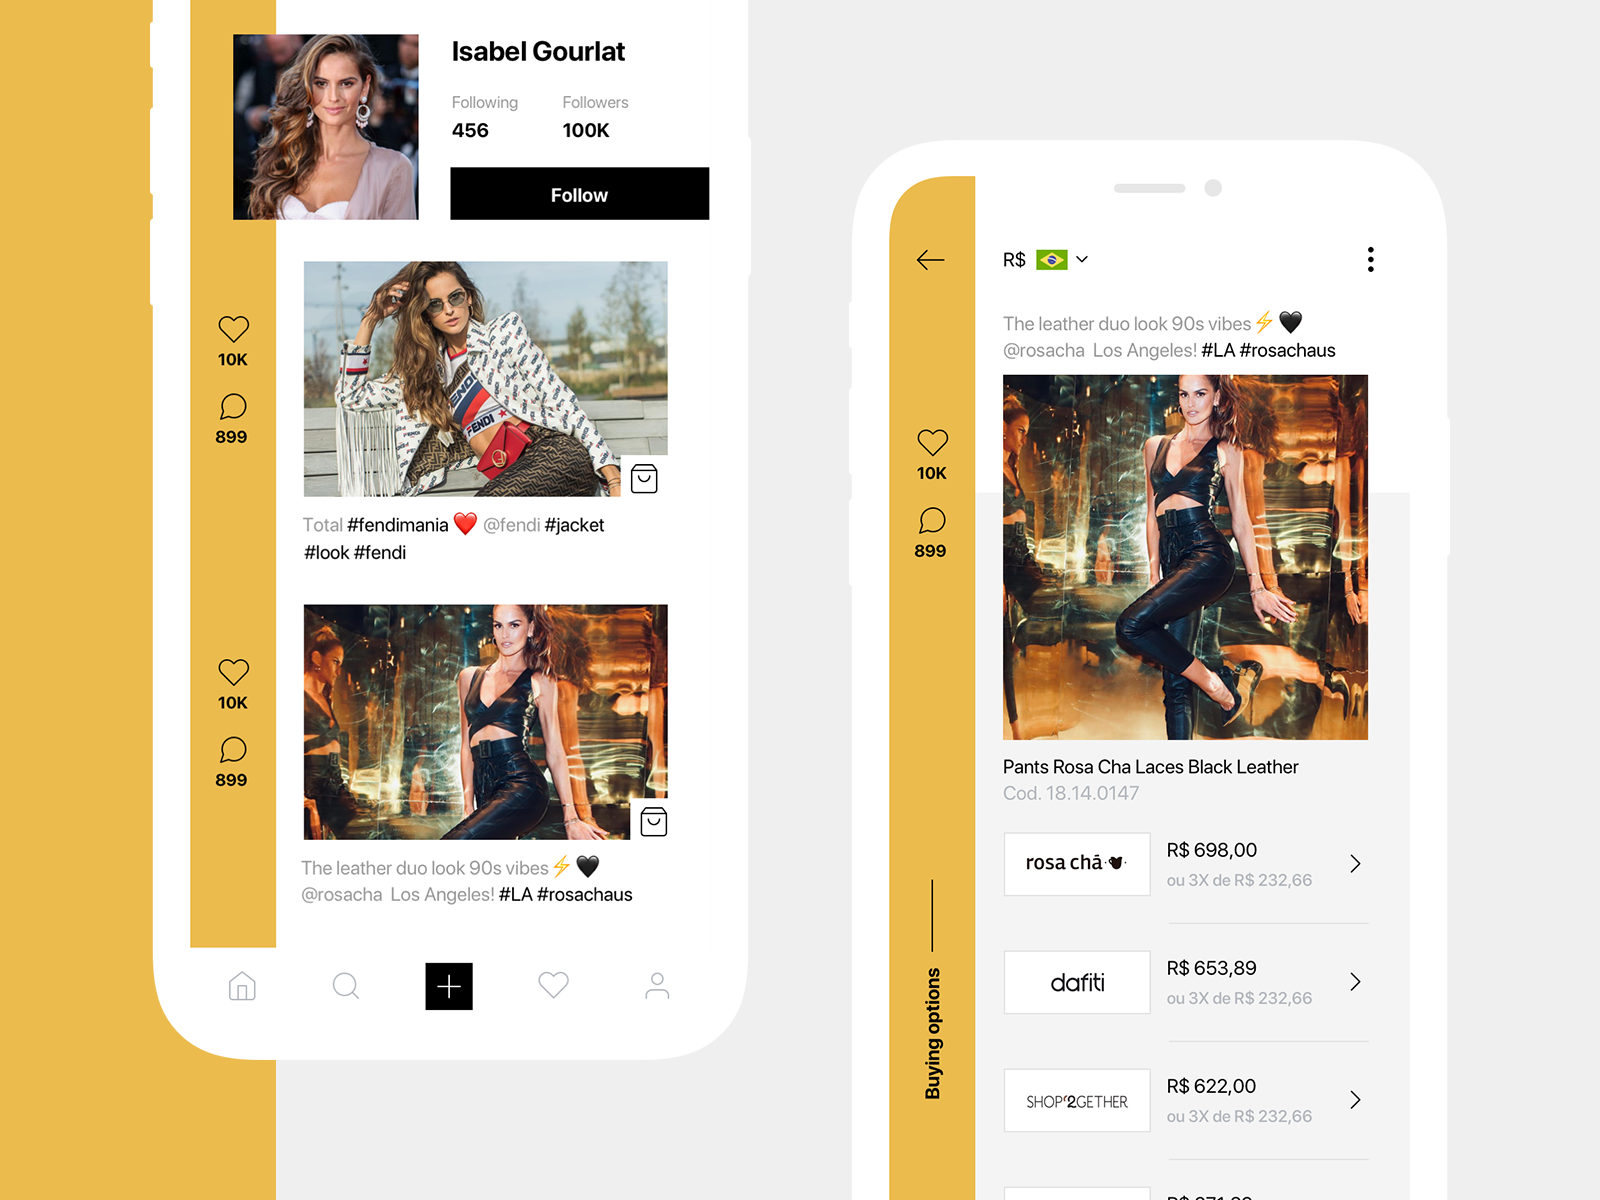 Isabel Gourlat
Following
Followers
456
100K
Follow
10K
899
FENDI
FENDI
Total #fendimania ❤️ @fendi #jacket
#look #fendi
10K
899
The leather duo look 90s vibes⚡🖤
@rosacha Los Angeles! #LA #rosachaus
R$
The leather duo look 90s vibes⚡🖤
@rosacha Los Angeles! #LA #rosachaus
10K
899
Buying options
Pants Rosa Cha Laces Black Leather
Cod. 18.14.0147
rosa chá
R$ 698,00
ou 3X de R$ 232,66
dafiti
R$ 653,89
ou 3X de R$ 232,66
SHOP2GETHER
R$ 622,00
ou 3X de R$ 232,66